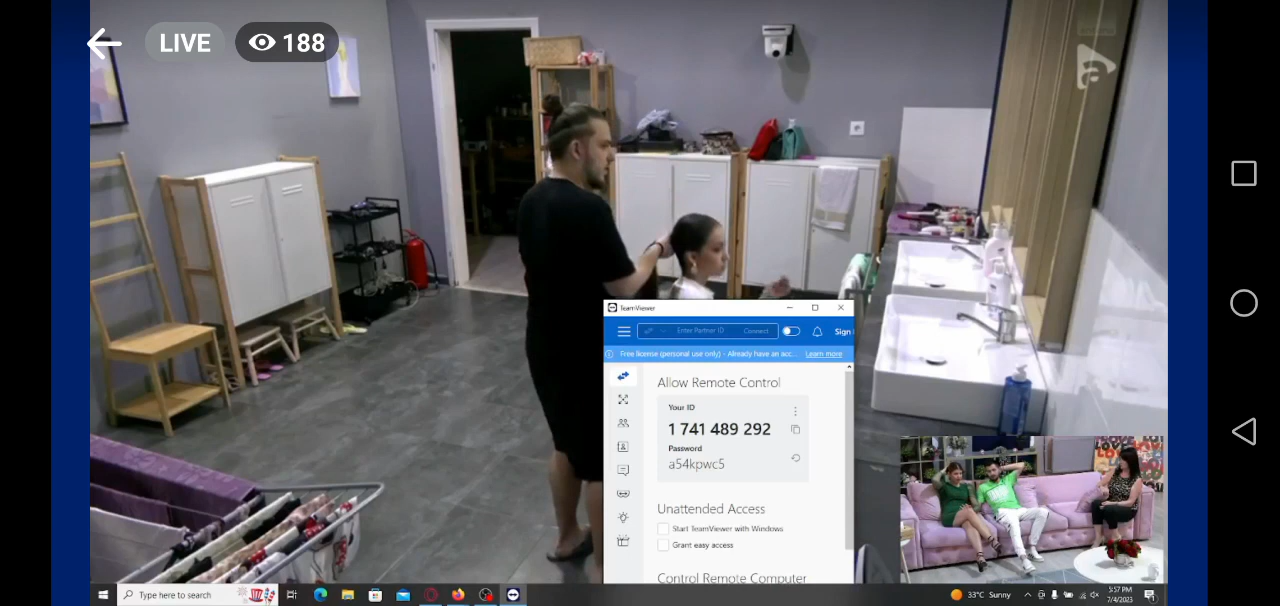 LIVE
188
TeamViewer
Enter Partner ID
Connect
Sign
Free license (personal use only) - Already have an acc...
Learn more
Allow Remote Control
Your ID
1 741 489 292
Password
a54kpwc5
Unattended Access
Start TeamViewer with Windows
Grant easy access
Control Remote Computer
LOVE
Type here to search
33°C Sunny
5:57 PM
7/4/2023